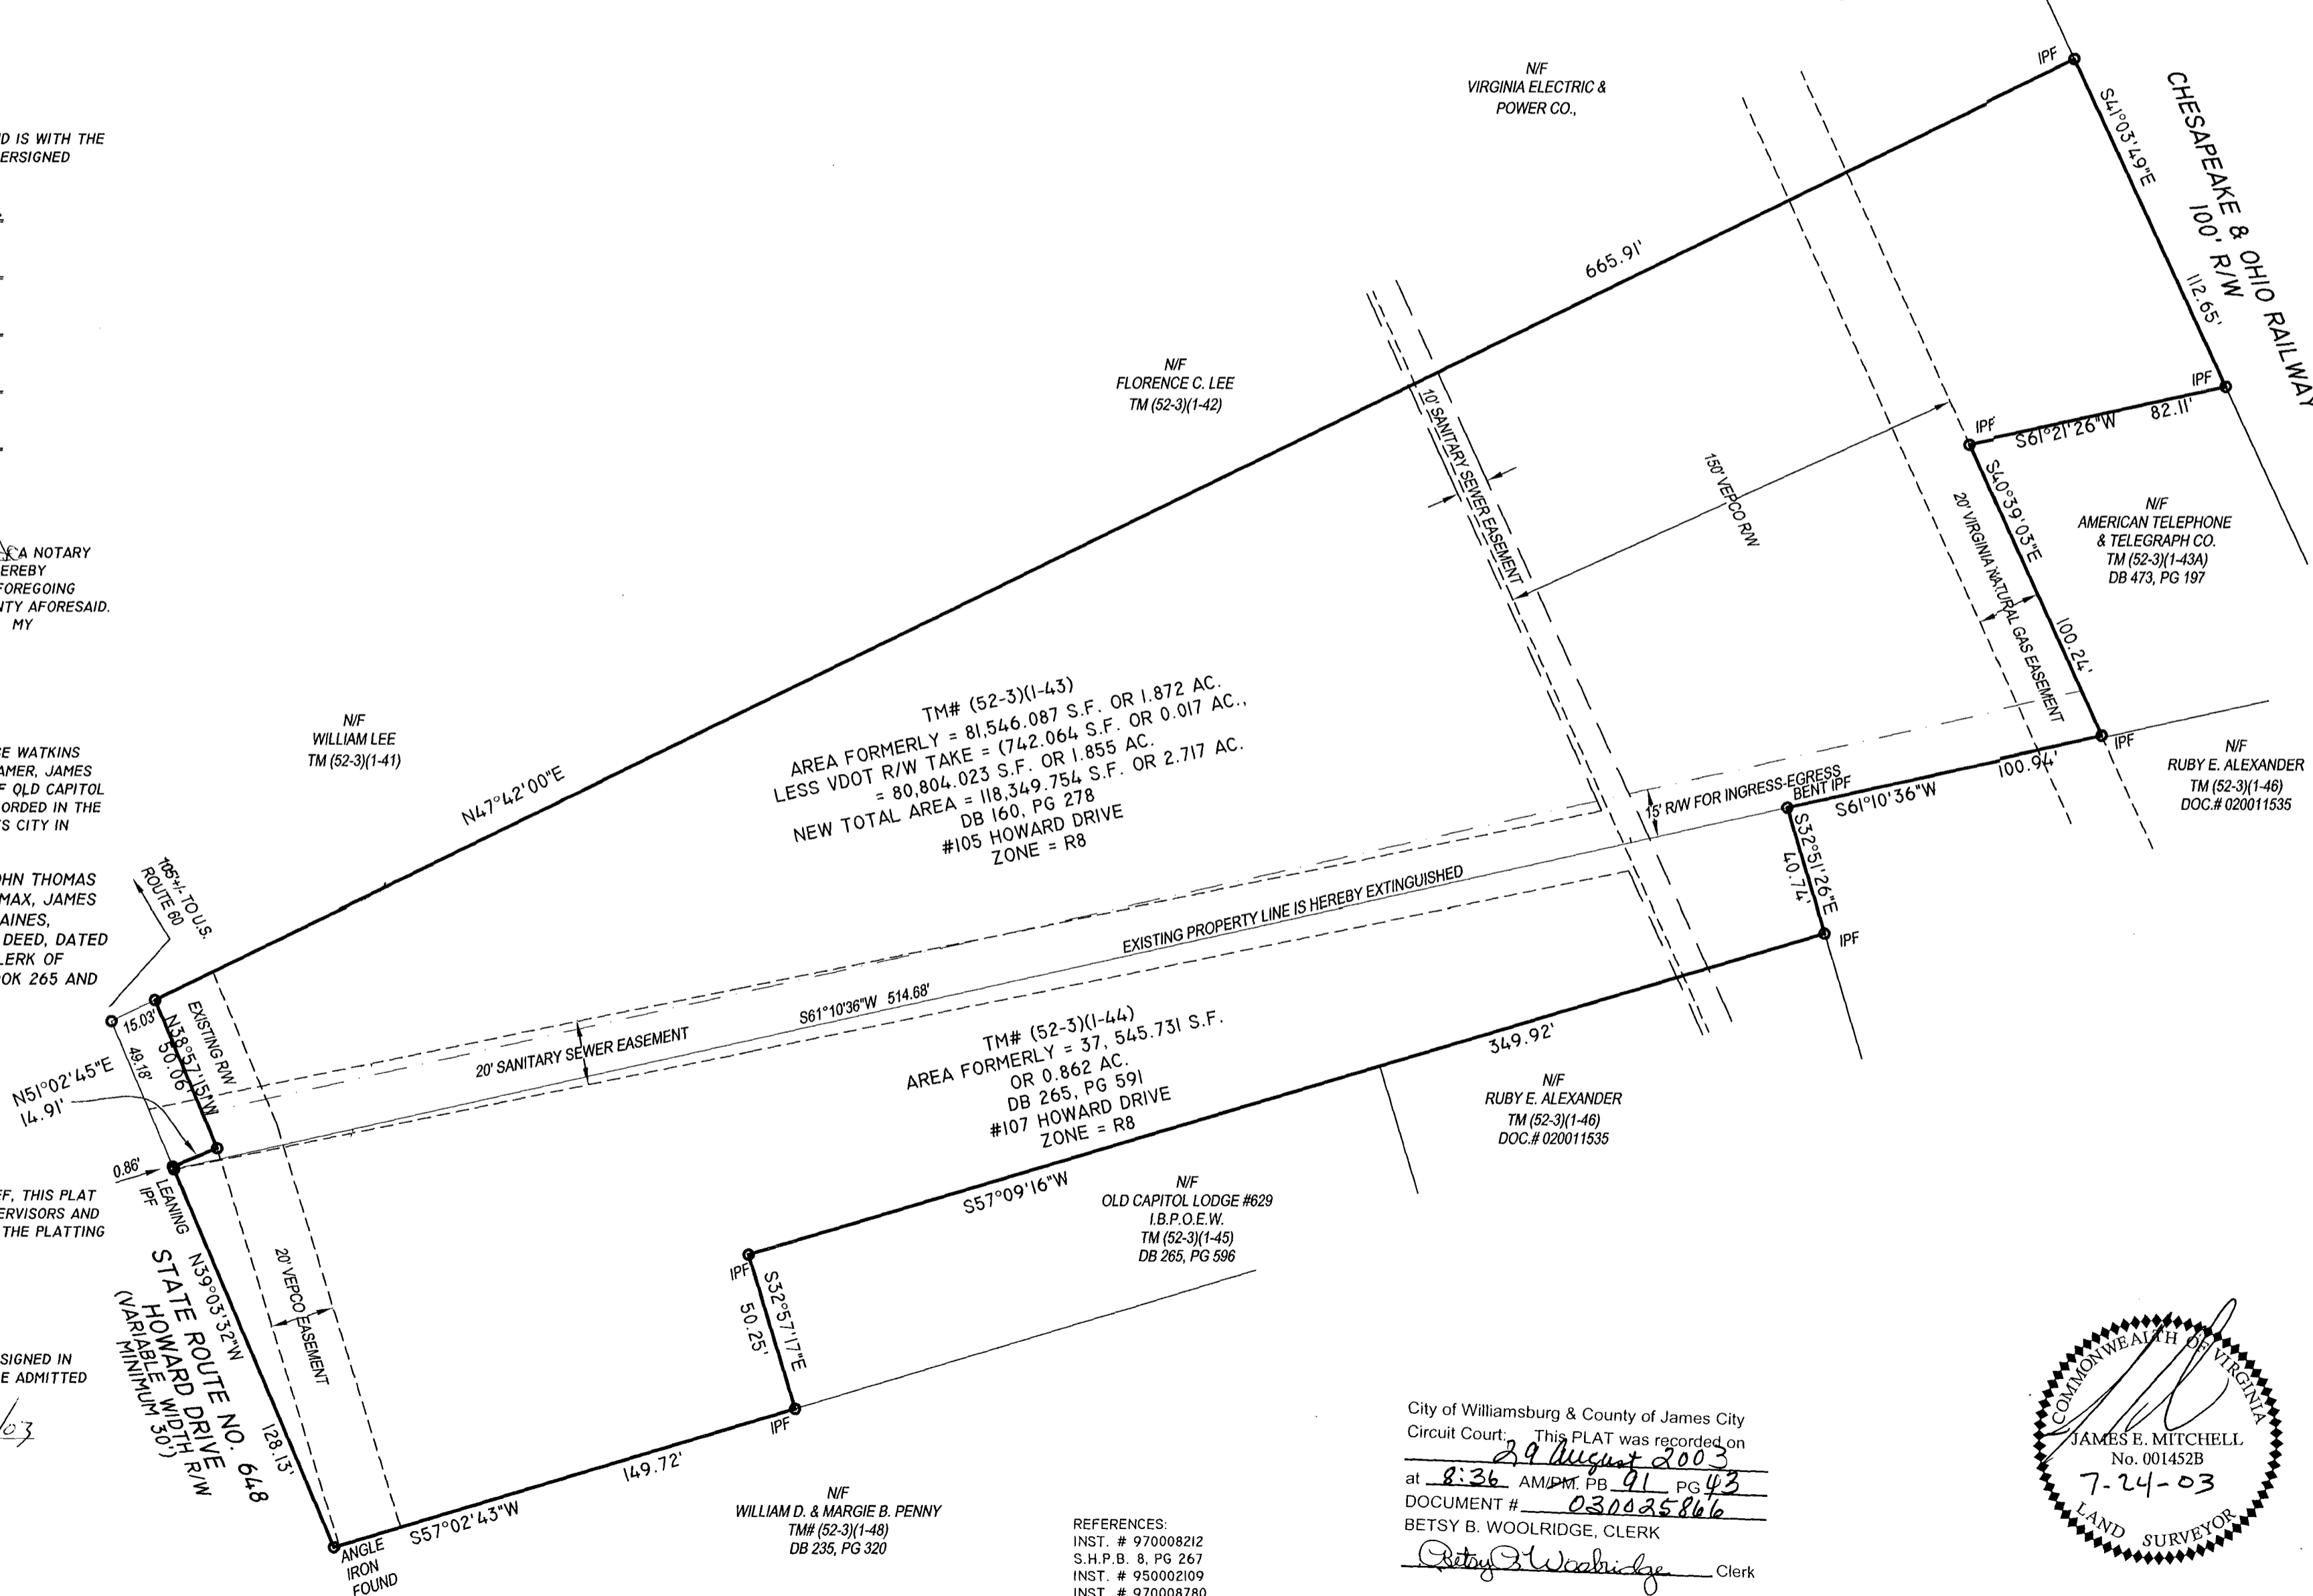 D IS WITH THE
ERSIGNED
A NOTARY
EREBY
FOREGOING
NTY AFORESAID.
MY
SE WATKINS
AMER, JAMES
F OLD CAPITOL
ORDED IN THE
S CITY IN
HN THOMAS
MAX, JAMES
AINES,
DEED, DATED
LERK OF
OK 265 AND
EF, THIS PLAT
ERVISORS AND
THE PLATTING
SIGNED IN
E ADMITTED
/03
N/F
VIRGINIA ELECTRIC &
POWER CO.,
IPF
S41°03'49"E
112.65'
CHESAPEAKE & OHIO RAILWAY
100' R/W
665.91'
N/F
FLORENCE C. LEE
TM (52-3)(1-42)
IPF
82.11'
S61°21'26"W
IPF
10' SANITARY SEWER EASEMENT
150' VEPCO R/W
S40°39'03"E
100.24'
20' VIRGINIA NATURAL GAS EASEMENT
N/F
AMERICAN TELEPHONE
& TELEGRAPH CO.
TM (52-3)(1-43A)
DB 473, PG 197
N/F
WILLIAM LEE
TM (52-3)(1-41)
N47°42'00"E
TM# (52-3)(1-43)
AREA FORMERLY = 81,546.087 S.F. OR 1.872 AC.
LESS VDOT R/W TAKE = (742.064 S.F. OR 0.017 AC.,
= 80,804.023 S.F. OR 1.855 AC.
NEW TOTAL AREA = 118,349.754 S.F. OR 2.717 AC.
DB 160, PG 278
#105 HOWARD DRIVE
ZONE = R8
15' R/W FOR INGRESS-EGRESS
BENT IPF
S61°10'36"W
100.94'
IPF
N/F
RUBY E. ALEXANDER
TM (52-3)(1-46)
DOC.# 020011535
S32°51'26"E
40.74'
IPF
EXISTING PROPERTY LINE IS HEREBY EXTINGUISHED
S61°10'36"W 514.68'
20' SANITARY SEWER EASEMENT
105'+/- TO U.S.
ROUTE 60
15.03'
49.18'
N38°57'15"W
50.06'
EXISTING R/W
N51°02'45"E
14.91'
0.86'
LEANING
IPF
TM# (52-3)(1-44)
AREA FORMERLY = 37, 545.731 S.F.
OR 0.862 AC.
DB 265, PG 591
#107 HOWARD DRIVE
ZONE = R8
349.92'
S57°09'16"W
N/F
RUBY E. ALEXANDER
TM (52-3)(1-46)
DOC.# 020011535
N/F
OLD CAPITOL LODGE #629
I.B.P.O.E.W.
TM (52-3)(1-45)
DB 265, PG 596
IPF
S32°57'17"E
50.25'
IPF
N39°03'32"W
128.13'
STATE ROUTE NO. 648
HOWARD DRIVE
(VARIABLE WIDTH R/W
MINIMUM 30')
20' VEPCO EASEMENT
149.72'
S57°02'43"W
ANGLE
IRON
FOUND
N/F
WILLIAM D. & MARGIE B. PENNY
TM# (52-3)(1-48)
DB 235, PG 320
REFERENCES:
INST. # 970008212
S.H.P.B. 8, PG 267
INST. # 950002109
INST. # 970008780
City of Williamsburg & County of James City
Circuit Court: This PLAT was recorded on
29 August 2003
at 8:36 AM/PM. PB 91 PG 43
DOCUMENT # 030025866
BETSY B. WOOLRIDGE, CLERK
Betsy B Woolridge Clerk
COMMONWEALTH OF VIRGINIA
JAMES E. MITCHELL
No. 001452B
7-24-03
LAND SURVEYOR